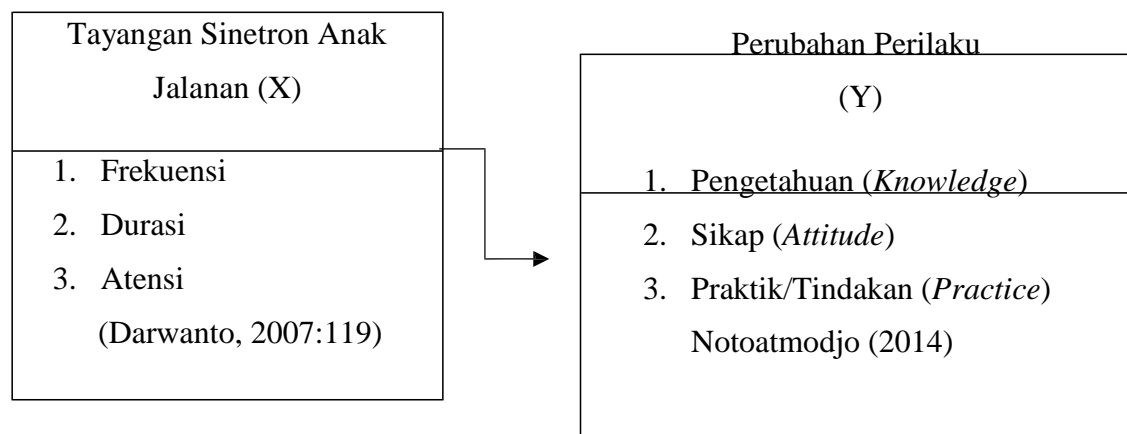 Tayangan Sinetron Anak
Jalanan (X)
1. Frekuensi
2. Durasi
3. Atensi
(Darwanto, 2007:119)
Perubahan Perilaku
(Y)
1. Pengetahuan (Knowledge)
2. Sikap (Attitude)
3. Praktik/Tindakan (Practice)
Notoatmodjo (2014)